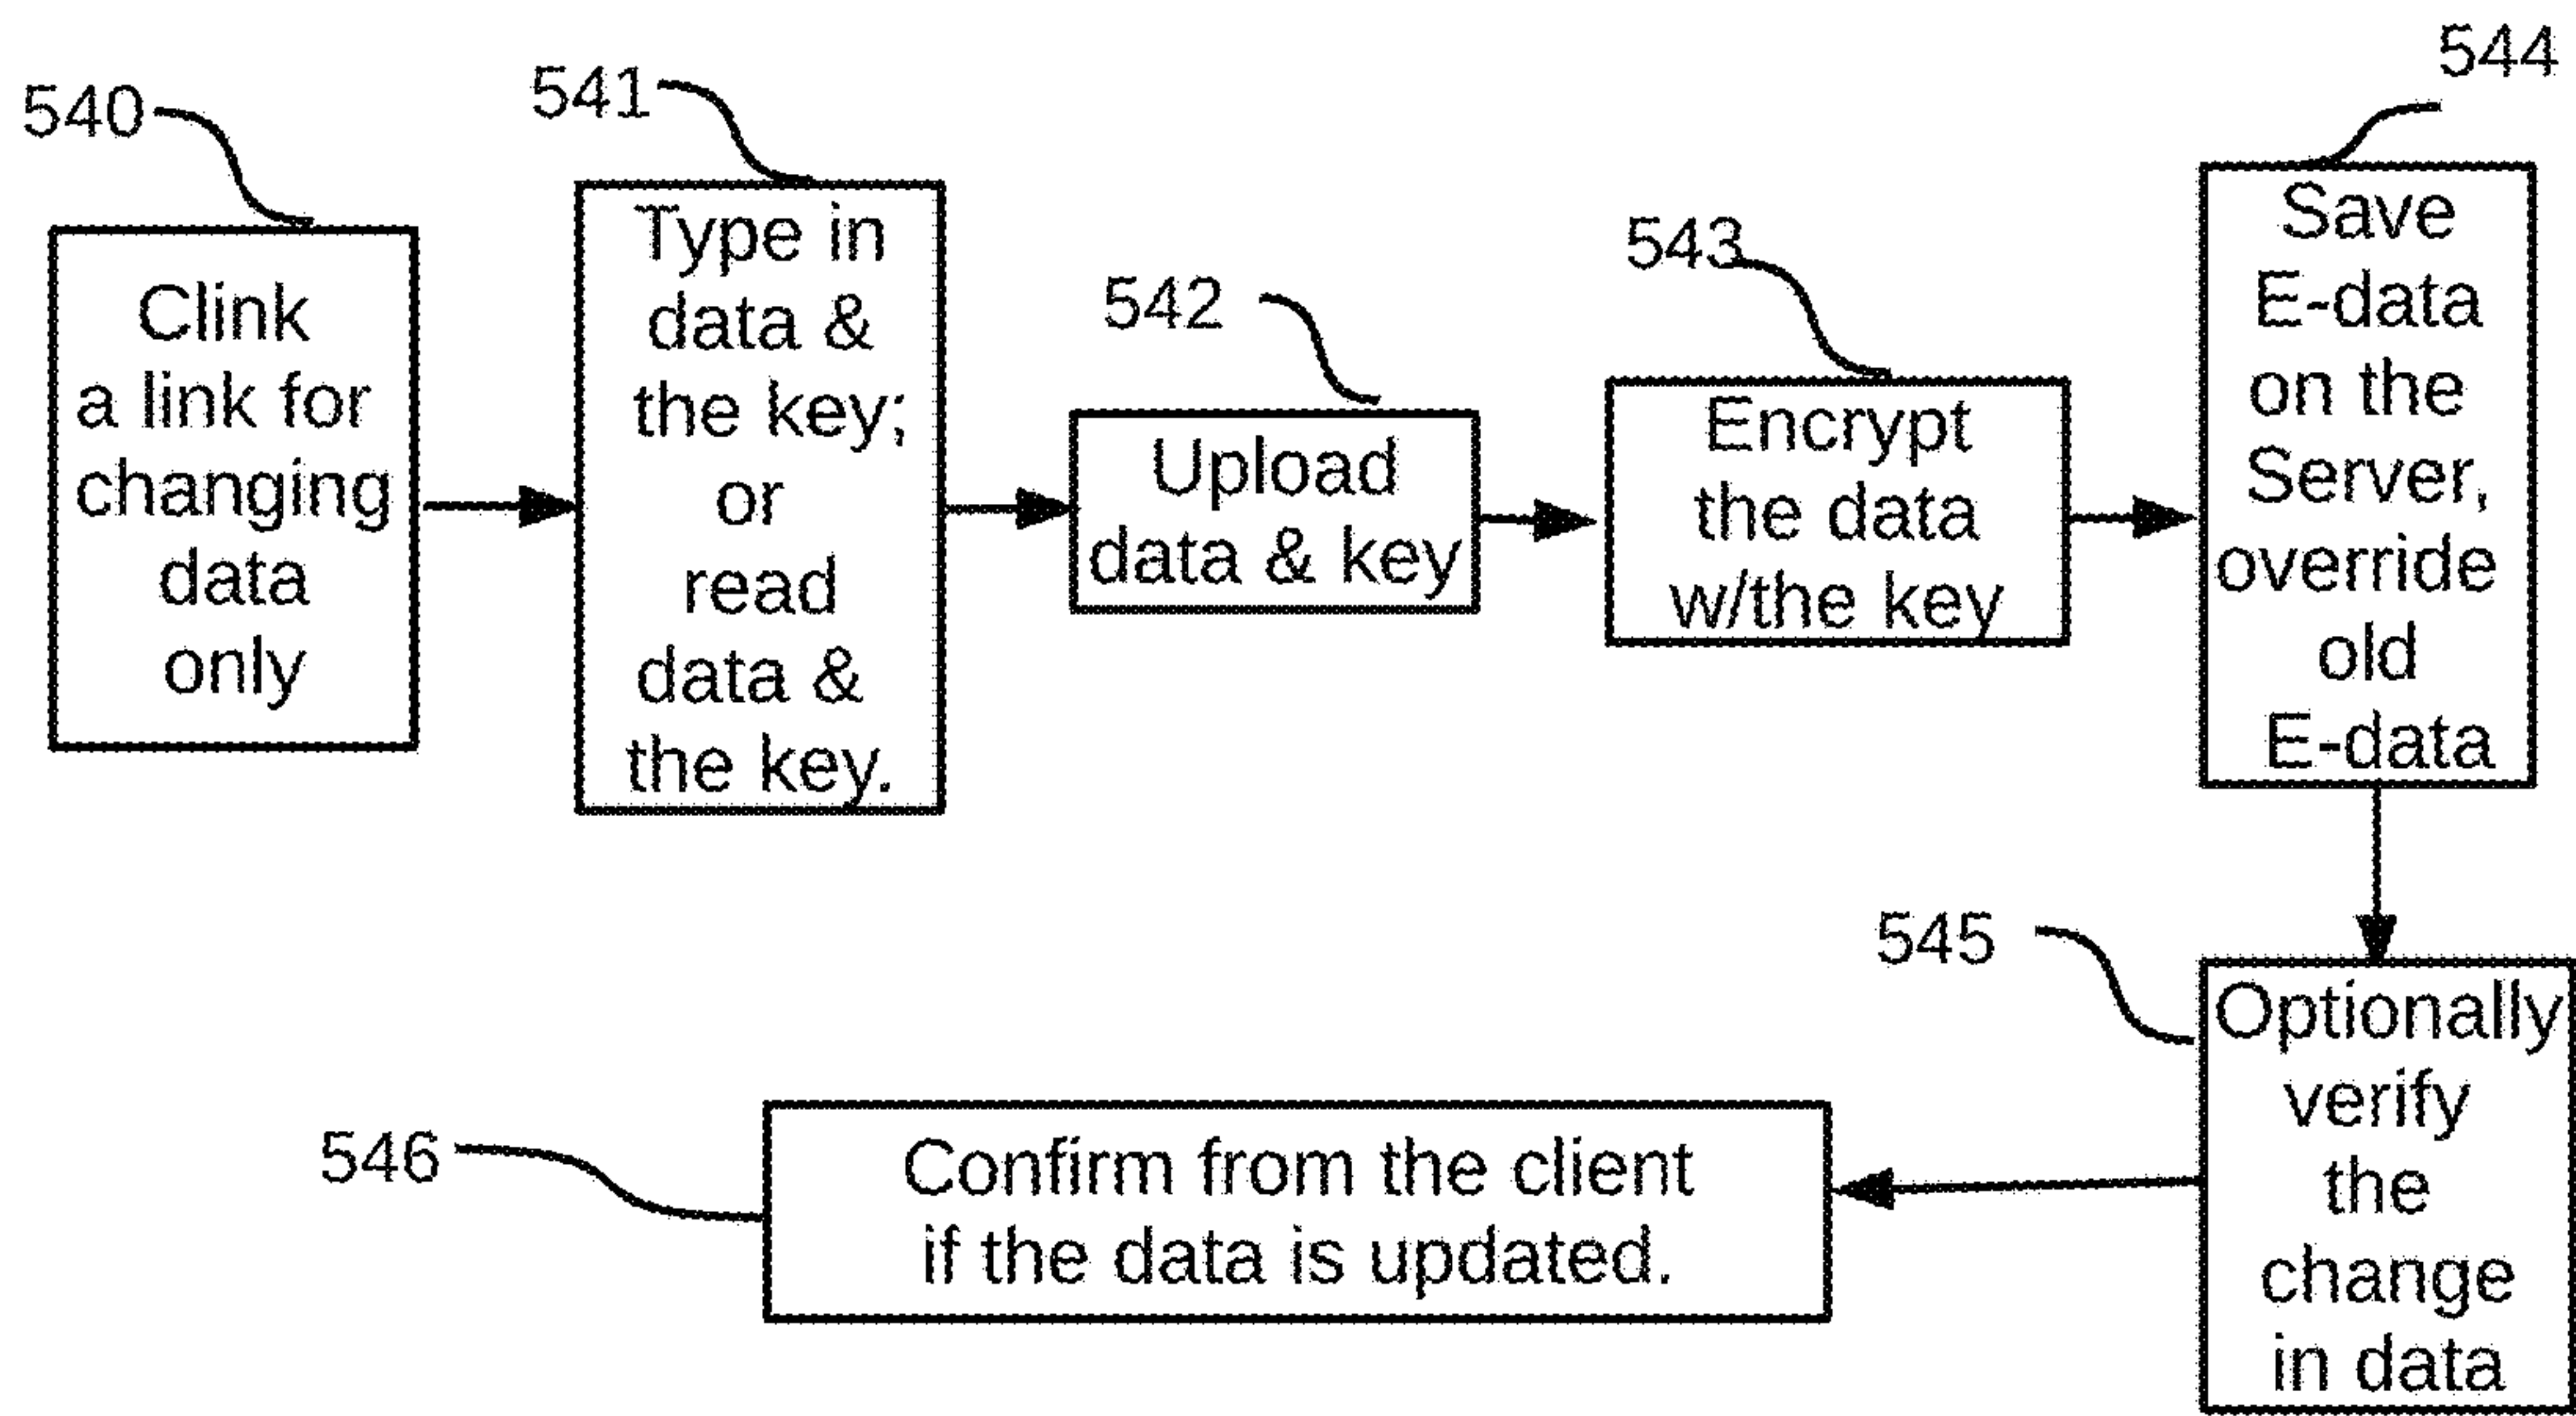 540
Clink
a link for
changing
data
only
541
Type in
data &
the key;
or
read
data &
the key.
542
Upload
data & key
543
Encrypt
the data
w/the key
544
Save
E-data
on the
Server,
override
old
E-data
545
Optionally
verify
the
change
in data
546
Confirm from the client
if the data is updated.